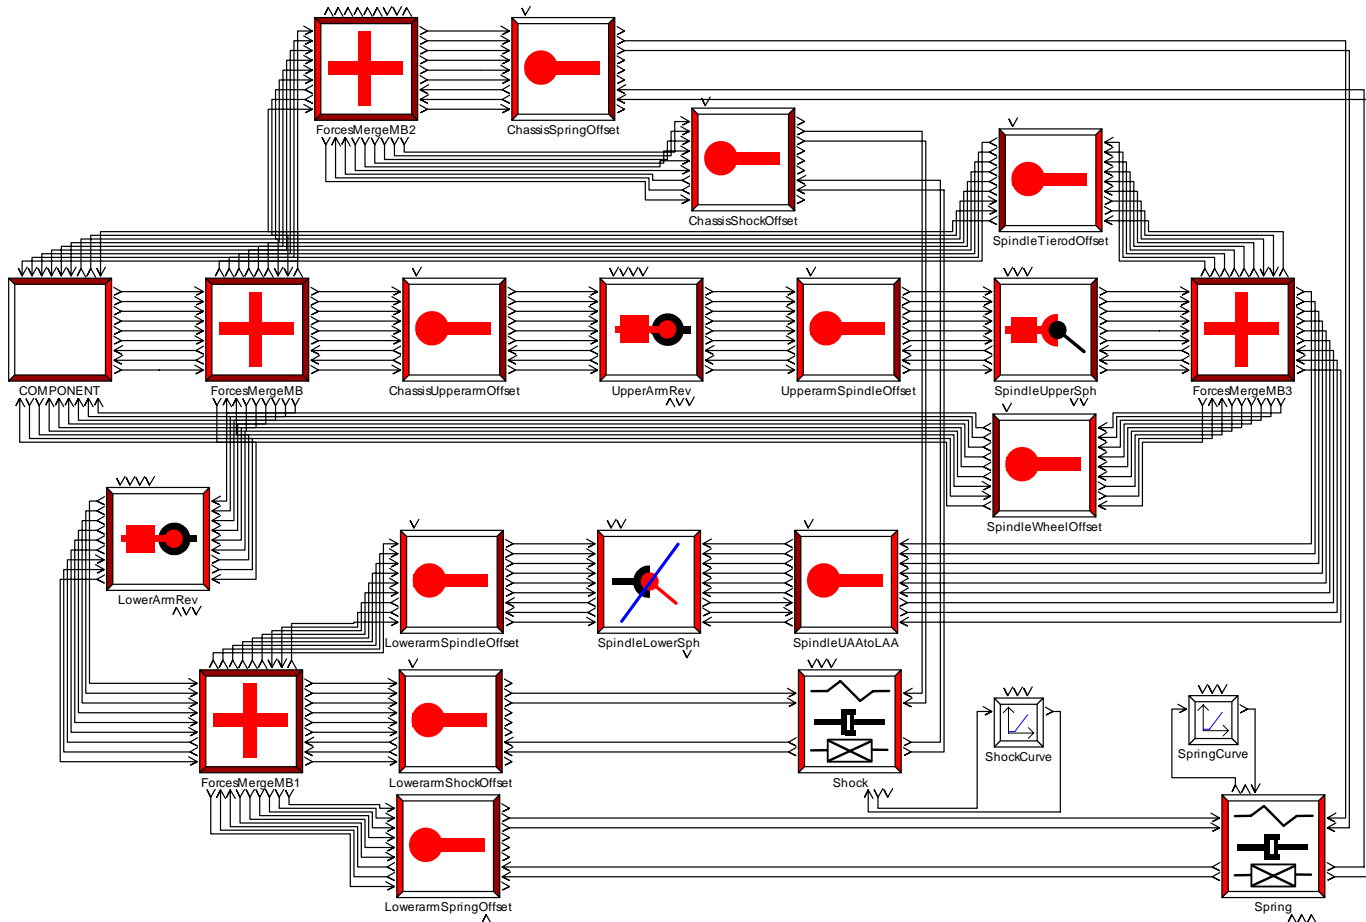 ForcesMergeMB2
ChassisSpringOffset
ChassisShockOffset
SpindleTierodOffset
COMPONENT
ForcesMergeMB
ChassisUpperarmOffset
UpperArmRev
UpperarmSpindleOffset
SpindleUpperSph
ForcesMergeMB3
SpindleWheelOffset
LowerArmRev
LowerarmSpindleOffset
SpindleLowerSph
SpindleUAAtoLAA
ForcesMergeMB1
LowerarmShockOffset
Shock
ShockCurve
SpringCurve
LowerarmSpringOffset
Spring